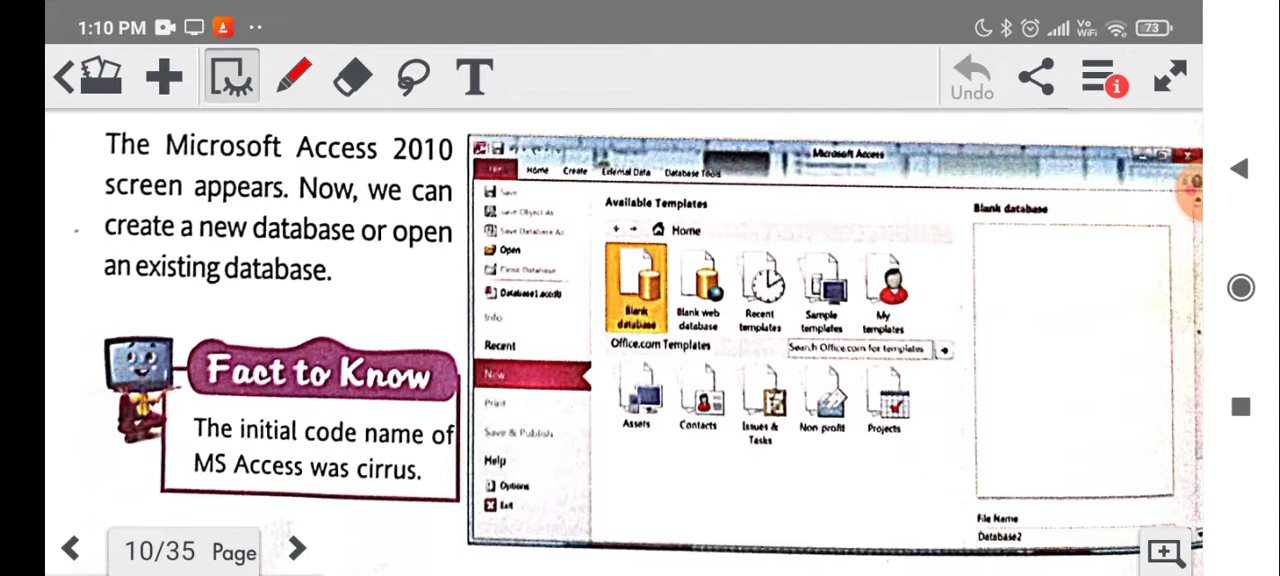 1:10 PM
Vo
WiFi
73
T
Undo
i
The Microsoft Access 2010
screen appears. Now, we can
create a new database or open
an existing database.
Fact to Know
The initial code name of
MS Access was cirrus.
Microsoft Access
Home Create External Data Database Tools
Save
Save Object As
Save Database As
Open
Close Database
Database1.accdb
Info
Recent
New
Print
Save & Publish
Help
Options
Exit
Available Templates
Home
Blank database
Blank web database
Recent templates
Sample templates
My templates
Office.com Templates
Search Office.com for templates
Assets
Contacts
Issues & Tasks
Non profit
Projects
Blank database
File Name
Database2
10/35 Page